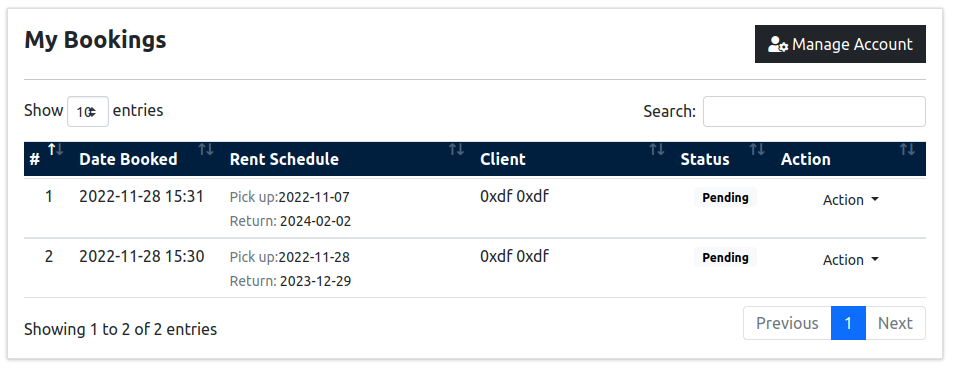 My Bookings
Manage Account
Show 10 entries
Search:
# Date Booked Rent Schedule Client Status Action
1 2022-11-28 15:31 Pick up:2022-11-07 0xdf 0xdf Pending Action
Return: 2024-02-02
2 2022-11-28 15:30 Pick up:2022-11-28 0xdf 0xdf Pending Action
Return: 2023-12-29
Showing 1 to 2 of 2 entries
Previous 1 Next